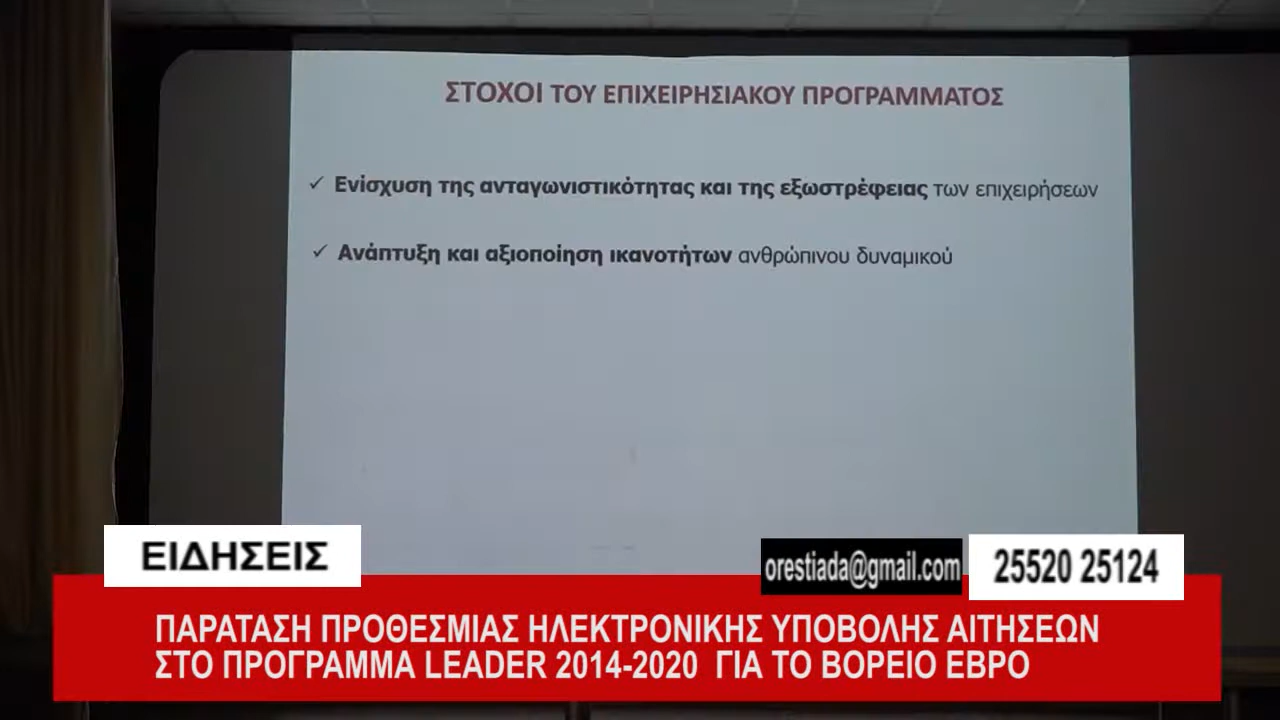 ΣΤΟΧΟΙ ΤΟΥ ΕΠΙΧΕΙΡΗΣΙΑΚΟΥ ΠΡΟΓΡΑΜΜΑΤΟΣ
✓ Ενίσχυση της ανταγωνιστικότητας και της εξωστρέφειας των επιχειρήσεων
✓ Ανάπτυξη και αξιοποίηση ικανοτήτων ανθρώπινου δυναμικού
ΕΙΔΗΣΕΙΣ
orestiada@gmail.com
25520 25124
ΠΑΡΑΤΑΣΗ ΠΡΟΘΕΣΜΙΑΣ ΗΛΕΚΤΡΟΝΙΚΗΣ ΥΠΟΒΟΛΗΣ ΑΙΤΗΣΕΩΝ
ΣΤΟ ΠΡΟΓΡΑΜΜΑ LEADER 2014-2020 ΓΙΑ ΤΟ ΒΟΡΕΙΟ ΕΒΡΟ